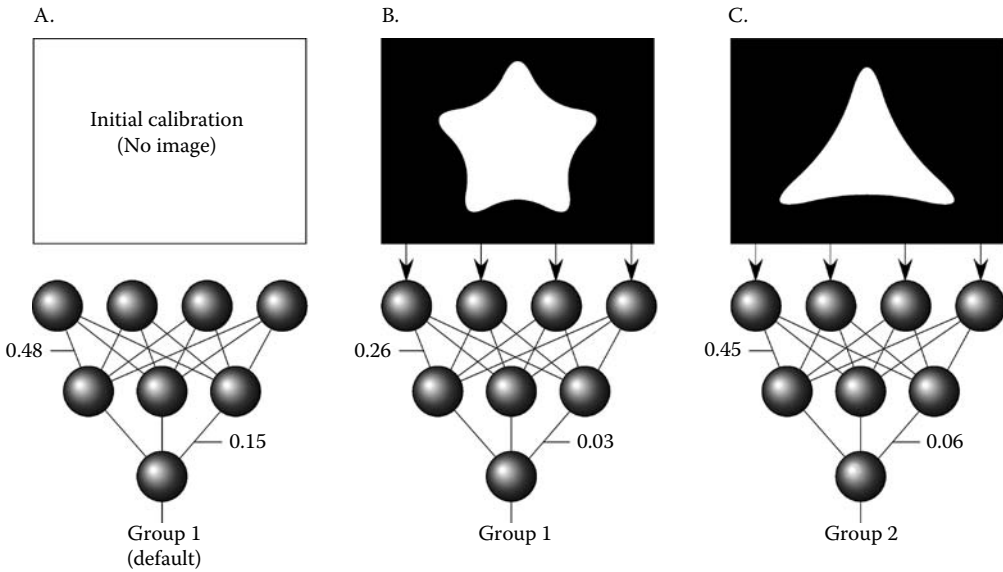 A.
Initial calibration
(No image)
0.48
0.15
Group 1
(default)
B.
0.26
0.03
Group 1
C.
0.45
0.06
Group 2